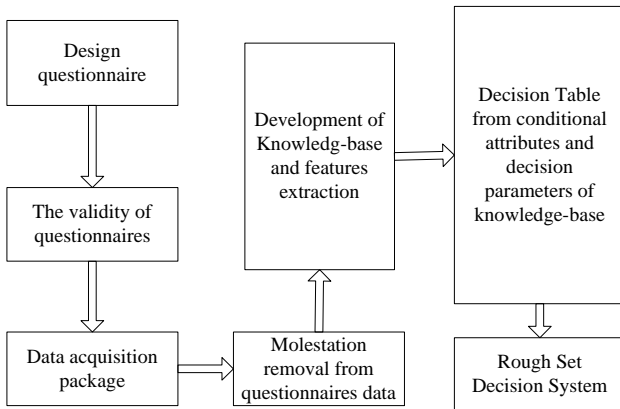 Design
questionnaire
The validity of
questionnaires
Data acquisition
package
Molestation
removal from
questionnaires data
Development of
Knowledg-base
and features
extraction
Decision Table
from conditional
attributes and
decision
parameters of
knowledge-base
Rough Set
Decision System